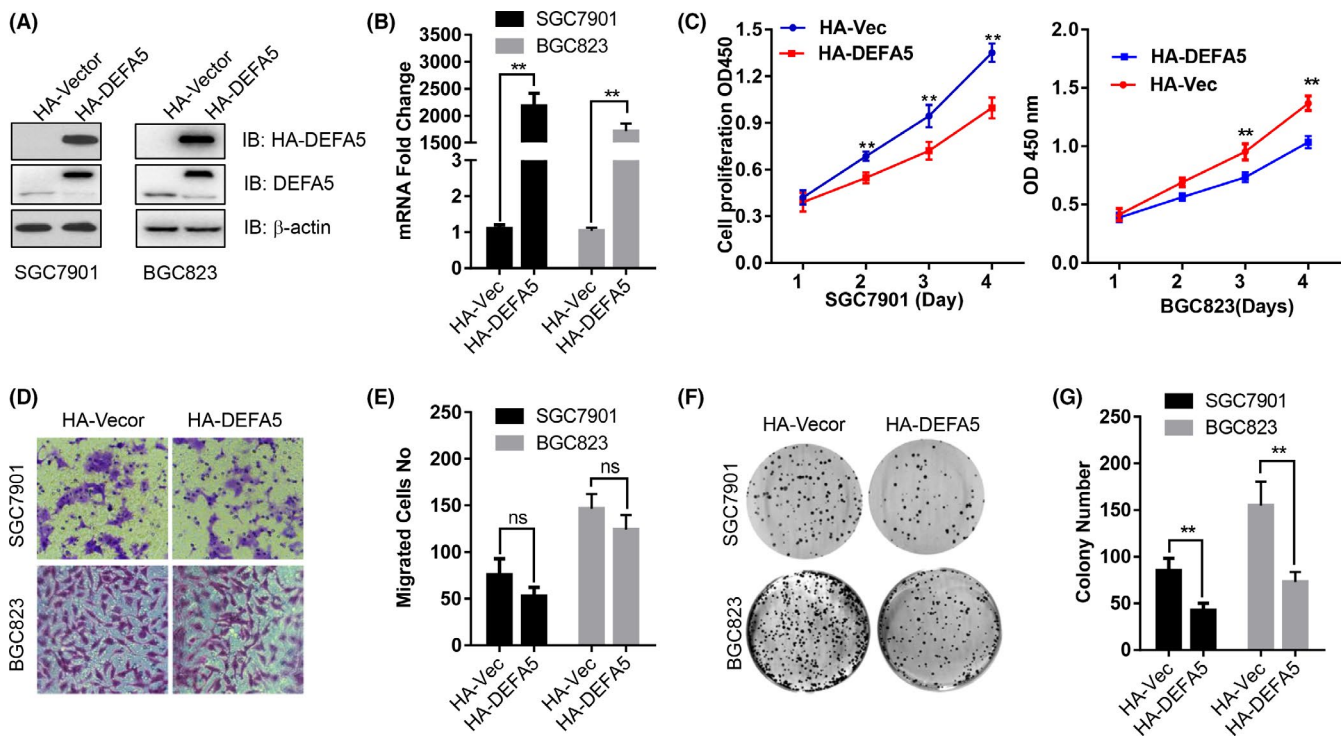 (A)
HA-Vector
HA-DEFA5
HA-Vector
HA-DEFA5
IB: HA-DEFA5
IB: DEFA5
IB: β-actin
SGC7901
BGC823
(B)
SGC7901
BGC823
mRNA Fold Change
3500
3000
2500
2000
1500
3
2
1
0
**
**
HA-Vec
HA-DEFA5
HA-Vec
HA-DEFA5
(C)
HA-Vec
HA-DEFA5
Cell proliferation OD450
1.5
1.2
0.9
0.6
0.3
0.0
**
**
**
1 2 3 4
SGC7901 (Day)
HA-DEFA5
HA-Vec
OD 450 nm
2.0
1.5
1.0
0.5
0.0
**
**
1 2 3 4
BGC823(Days)
(D)
HA-Vecor
HA-DEFA5
SGC7901
BGC823
(E)
SGC7901
BGC823
Migrated Cells No
250
200
150
100
50
0
ns
ns
HA-Vec
HA-DEFA5
HA-Vec
HA-DEFA5
(F)
HA-Vecor
HA-DEFA5
SGC7901
BGC823
(G)
SGC7901
BGC823
Colony Number
250
200
150
100
50
0
**
**
HA-Vec
HA-DEFA5
HA-Vec
HA-DEFA5